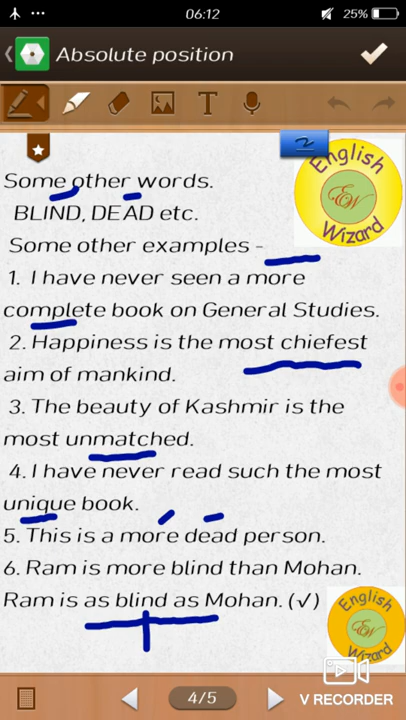 06:12
25%
Absolute position
T
2
English
EW
Wizard
Some other words.
BLIND, DEAD etc.
Some other examples -
1. I have never seen a more
complete book on General Studies.
2. Happiness is the most chiefest
aim of mankind.
3. The beauty of Kashmir is the
most unmatched.
4. I have never read such the most
unique book.
5. This is a more dead person.
6. Ram is more blind than Mohan.
Ram is as blind as Mohan. (√)
English
EW
Wizard
4/5
V RECORDER